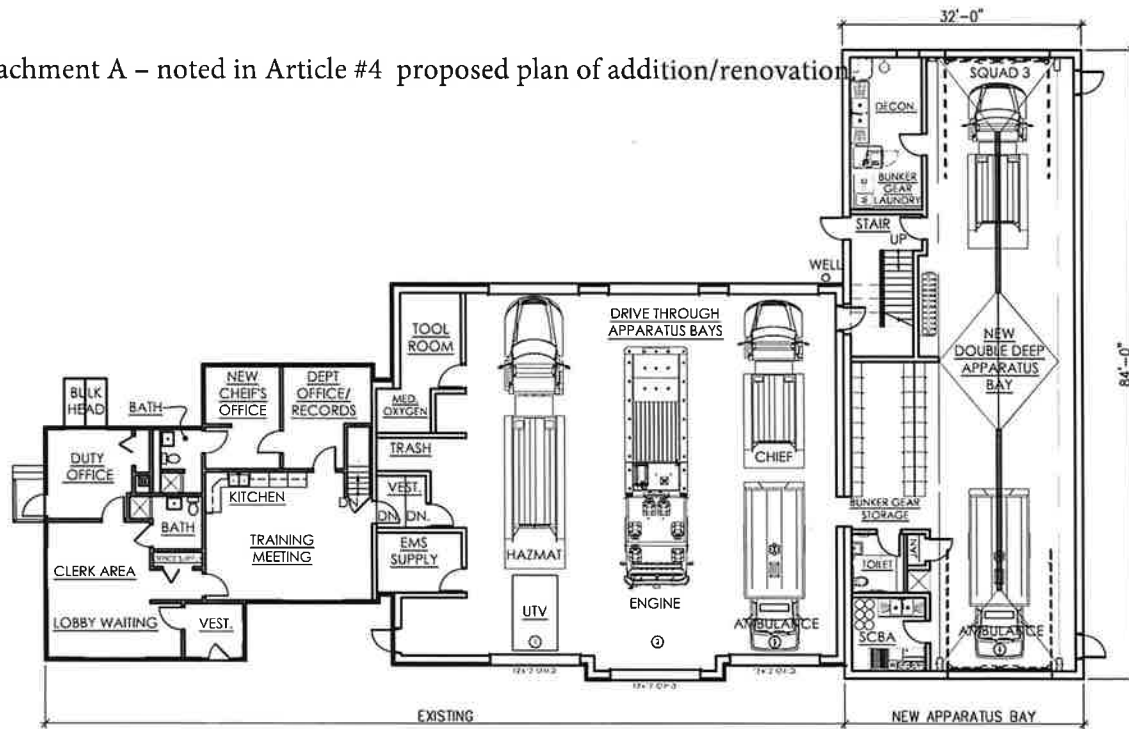 32'-0"
achment A – noted in Article #4 proposed plan of addition/renovation
SQUAD 3
DECON.
BUNKER
GEAR
LAUNDRY
STAIR
UP
WELL
84'-0"
DRIVE THROUGH
APPARATUS BAYS
TOOL
ROOM
NEW
DOUBLE DEEP
APPARATUS
BAY
NEW
CHEIF'S
OFFICE
DEPT
OFFICE/
RECORDS
BULK
HEAD
BATH
MED.
OXYGEN
DUTY
OFFICE
TRASH
CHIEF
KITCHEN
VEST.
DN.
DN.
DN.
BUNKER GEAR
STORAGE
BATH
TRAINING
MEETING
EMS
SUPPLY
HAZMAT
JAN.
TOILET
CLERK AREA
UTV
ENGINE
LOBBY WAITING
VEST.
AMBULANCE
SCBA
AMBULANCE
1
2
3
EXISTING
NEW APPARATUS BAY